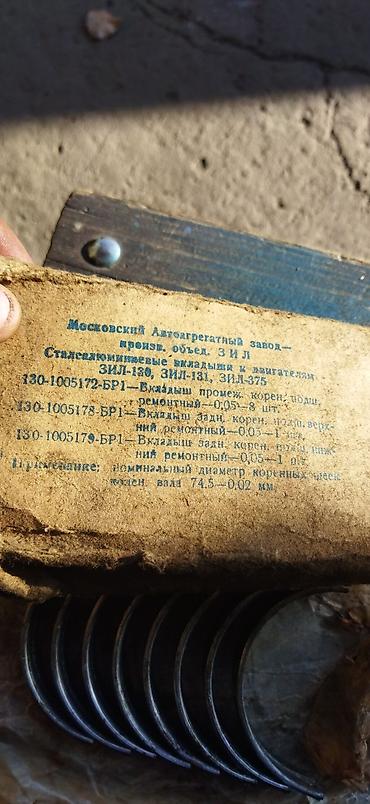 Московский Автоагрегатный завод—
произв. объед. ЗИЛ
Сталеалюминиевые вкладыши к двигателям
ЗИЛ-130, ЗИЛ-131, ЗИЛ-375
130-1005172-БР1—Вкладыш промеж. корен. подш.
ремонтный—0,05—8 шт.
130-1005178-БР1—Вкладыш задн. корен. подш. верх-
ний ремонтный—0,05—1 шт.
130-1005179-БР1—Вкладыш задн. корен. подш. ниж-
ний ремонтный—0,05—1 шт.
Примечание: номинальный диаметр коренных шеек
колен. вала 74,5—0,02 мм